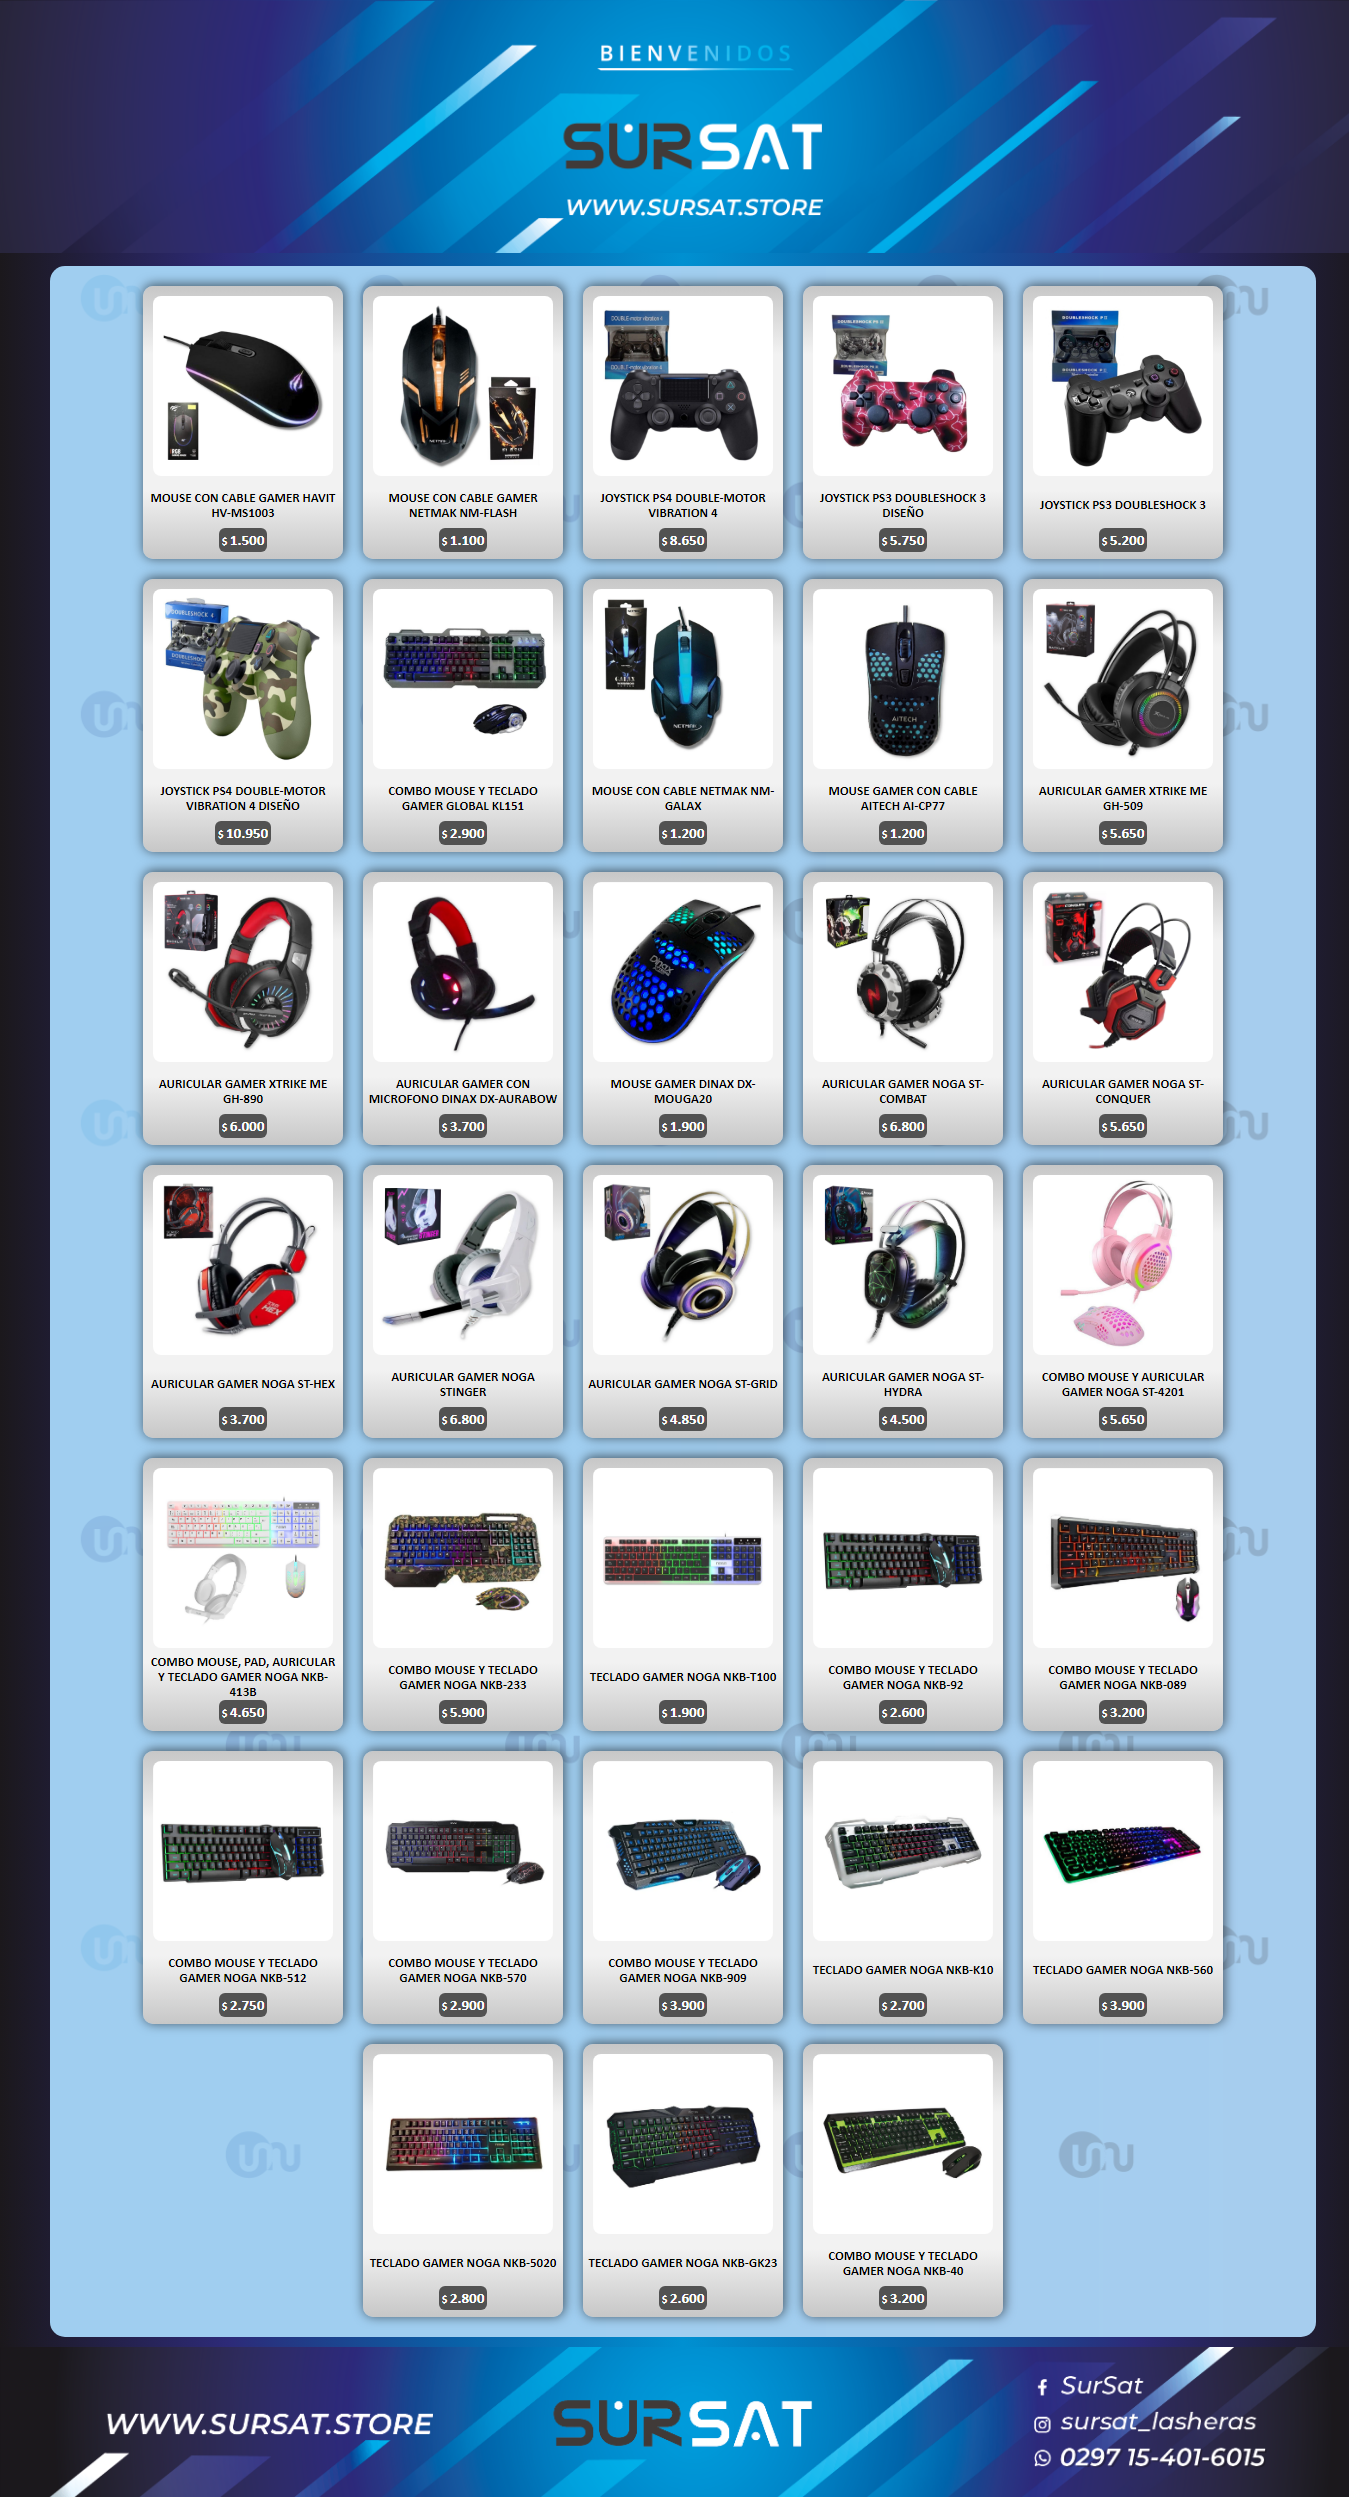 BIENVENIDOS
SURSAT
WWW.SURSAT.STORE
MOUSE CON CABLE GAMER HAVIT
HV-MS1003
$ 1.500
MOUSE CON CABLE GAMER
NETMAK NM-FLASH
$ 1.100
JOYSTICK PS4 DOUBLE-MOTOR
VIBRATION 4
$ 8.650
JOYSTICK PS3 DOUBLESHOCK 3
DISEÑO
$ 5.750
JOYSTICK PS3 DOUBLESHOCK 3
$ 5.200
JOYSTICK PS4 DOUBLE-MOTOR
VIBRATION 4 DISEÑO
$ 10.950
COMBO MOUSE Y TECLADO
GAMER GLOBAL KL151
$ 2.900
MOUSE CON CABLE NETMAK NM-
GALAX
$ 1.200
AITECH
MOUSE GAMER CON CABLE
AITECH AI-CP77
$ 1.200
AURICULAR GAMER XTRIKE ME
GH-509
$ 5.650
AURICULAR GAMER XTRIKE ME
GH-890
$ 6.000
AURICULAR GAMER CON
MICROFONO DINAX DX-AURABOW
$ 3.700
MOUSE GAMER DINAX DX-
MOUGA20
$ 1.900
AURICULAR GAMER NOGA ST-
COMBAT
$ 6.800
AURICULAR GAMER NOGA ST-
CONQUER
$ 5.650
AURICULAR GAMER NOGA ST-HEX
$ 3.700
AURICULAR GAMER NOGA
STINGER
$ 6.800
AURICULAR GAMER NOGA ST-GRID
$ 4.850
AURICULAR GAMER NOGA ST-
HYDRA
$ 4.500
COMBO MOUSE Y AURICULAR
GAMER NOGA ST-4201
$ 5.650
COMBO MOUSE, PAD, AURICULAR
Y TECLADO GAMER NOGA NKB-
413B
$ 4.650
COMBO MOUSE Y TECLADO
GAMER NOGA NKB-233
$ 5.900
TECLADO GAMER NOGA NKB-T100
$ 1.900
COMBO MOUSE Y TECLADO
GAMER NOGA NKB-92
$ 2.600
COMBO MOUSE Y TECLADO
GAMER NOGA NKB-089
$ 3.200
COMBO MOUSE Y TECLADO
GAMER NOGA NKB-512
$ 2.750
COMBO MOUSE Y TECLADO
GAMER NOGA NKB-570
$ 2.900
COMBO MOUSE Y TECLADO
GAMER NOGA NKB-909
$ 3.900
TECLADO GAMER NOGA NKB-K10
$ 2.700
TECLADO GAMER NOGA NKB-560
$ 3.900
TECLADO GAMER NOGA NKB-5020
$ 2.800
TECLADO GAMER NOGA NKB-GK23
$ 2.600
COMBO MOUSE Y TECLADO
GAMER NOGA NKB-40
$ 3.200
WWW.SURSAT.STORE
SURSAT
SurSat
sursat_lasheras
0297 15-401-6015